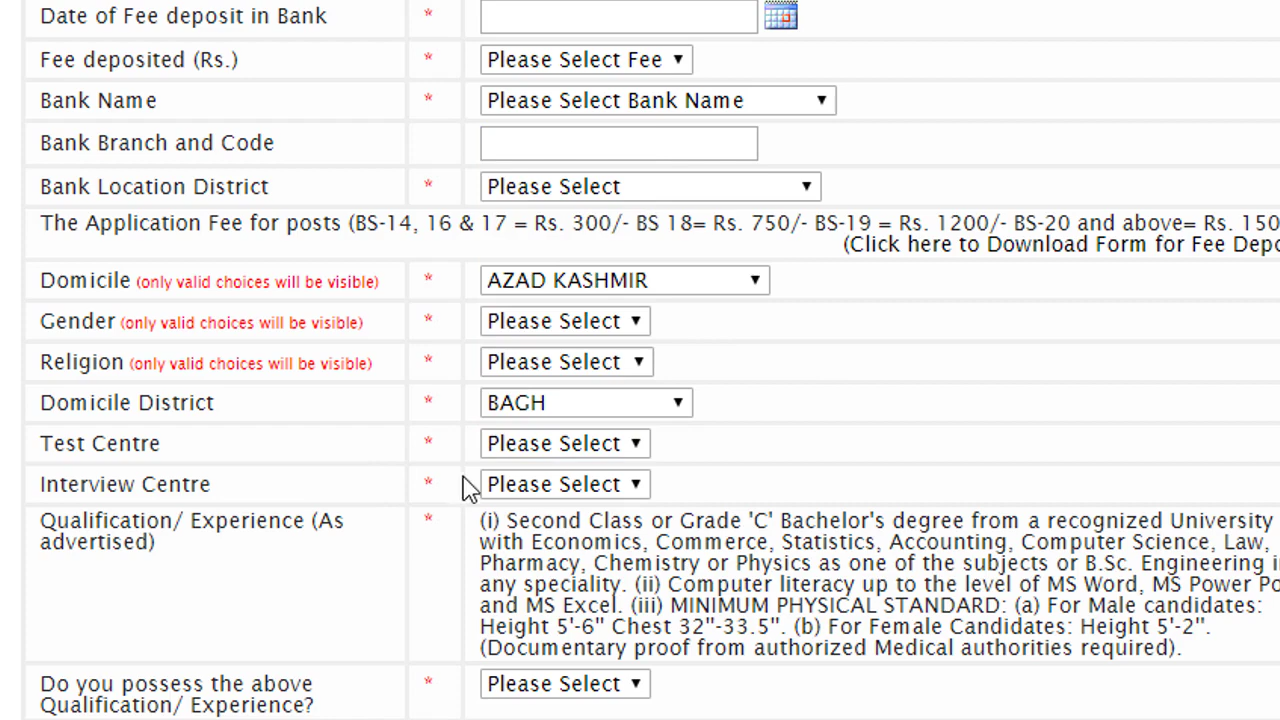 Date of Fee deposit in Bank *
Fee deposited (Rs.) * Please Select Fee
Bank Name * Please Select Bank Name
Bank Branch and Code
Bank Location District * Please Select
The Application Fee for posts (BS-14, 16 & 17 = Rs. 300/- BS 18= Rs. 750/- BS-19 = Rs. 1200/- BS-20 and above= Rs. 150
(Click here to Download Form for Fee Depo
Domicile (only valid choices will be visible) * AZAD KASHMIR
Gender (only valid choices will be visible) * Please Select
Religion (only valid choices will be visible) * Please Select
Domicile District * BAGH
Test Centre * Please Select
Interview Centre * Please Select
Qualification/ Experience (As
advertised)
*
(i) Second Class or Grade 'C' Bachelor's degree from a recognized University
with Economics, Commerce, Statistics, Accounting, Computer Science, Law,
Pharmacy, Chemistry or Physics as one of the subjects or B.Sc. Engineering in
any speciality. (ii) Computer literacy up to the level of MS Word, MS Power Po
and MS Excel. (iii) MINIMUM PHYSICAL STANDARD: (a) For Male candidates:
Height 5'-6" Chest 32"-33.5". (b) For Female Candidates: Height 5'-2".
(Documentary proof from authorized Medical authorities required).
Do you possess the above
Qualification/ Experience?
* Please Select